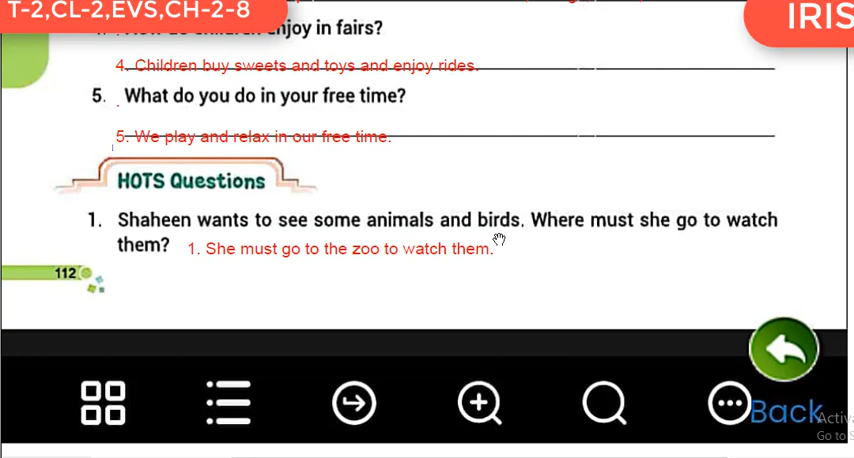 T-2,CL-2,EVS,CH-2-8
IRIS
enjoy in fairs?
4. Children buy sweets and toys and enjoy rides.
5. What do you do in your free time?
5. We play and relax in our free time.
HOTS Questions
1. Shaheen wants to see some animals and birds. Where must she go to watch
them? 1. She must go to the zoo to watch them.
112
Back
Activ
Go to S